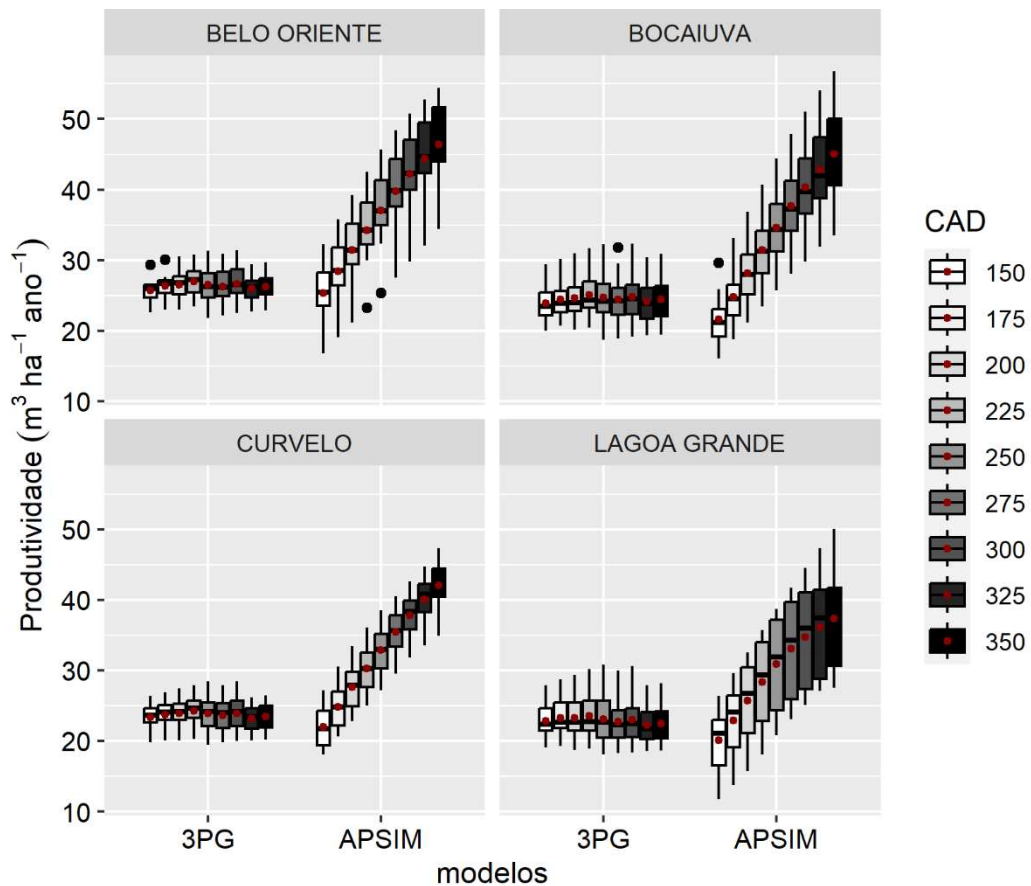 BELO ORIENTE
BOCAIUVA
50
40
30
20
10
CURVELO
LAGOA GRANDE
50
40
30
20
10
3PG
APSIM
3PG
APSIM
modelos
Produtividade (m³ ha⁻¹ ano⁻¹)
CAD
150
175
200
225
250
275
300
325
350